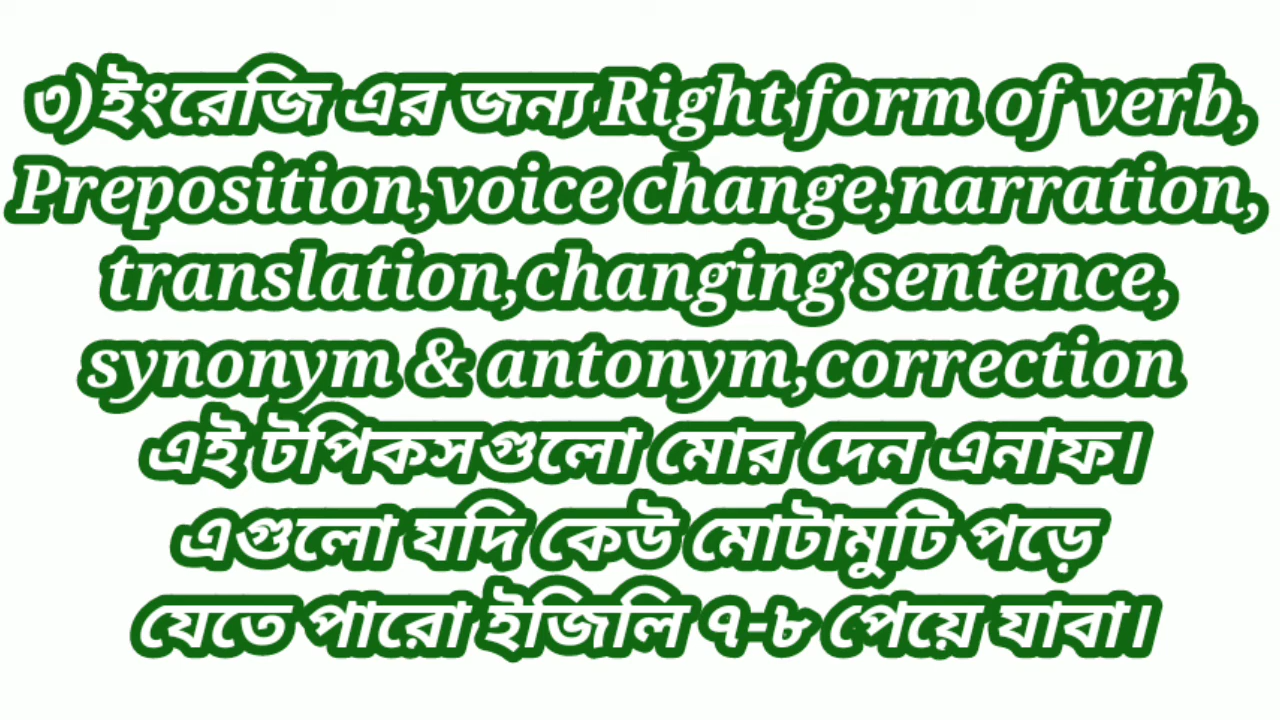 ৩)ইংরেজি এর জন্য Right form of verb,
Preposition,voice change,narration,
translation,changing sentence,
synonym & antonym,correction
এই টপিকসগুলো মোর দেন এনাফ।
এগুলো যদি কেউ মোটামুটি পড়ে
যেতে পারো ইজিলি ৭-৮ পেয়ে যাবা।